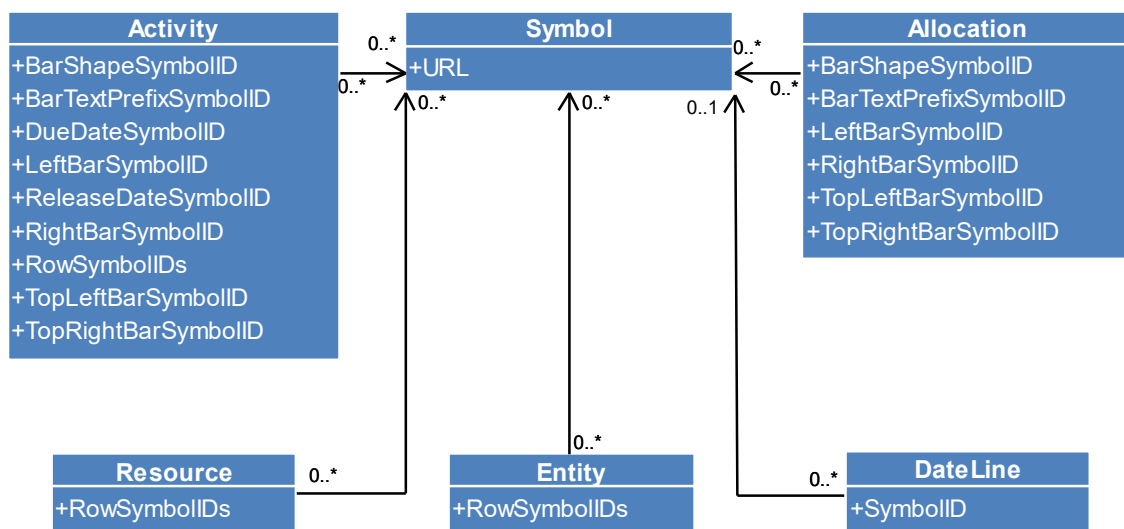 Activity
+BarShapeSymbolID
+BarTextPrefixSymbolID
+DueDateSymbolID
+LeftBarSymbolID
+ReleaseDateSymbolID
+RightBarSymbolID
+RowSymbolIDs
+TopLeftBarSymbolID
+TopRightBarSymbolID
0..*
0..*
Symbol
+URL
0..*
0..*
0..1
0..*
0..*
Allocation
+BarShapeSymbolID
+BarTextPrefixSymbolID
+LeftBarSymbolID
+RightBarSymbolID
+TopLeftBarSymbolID
+TopRightBarSymbolID
Resource
+RowSymbolIDs
0..*
0..*
Entity
+RowSymbolIDs
0..*
DateLine
+SymbolID